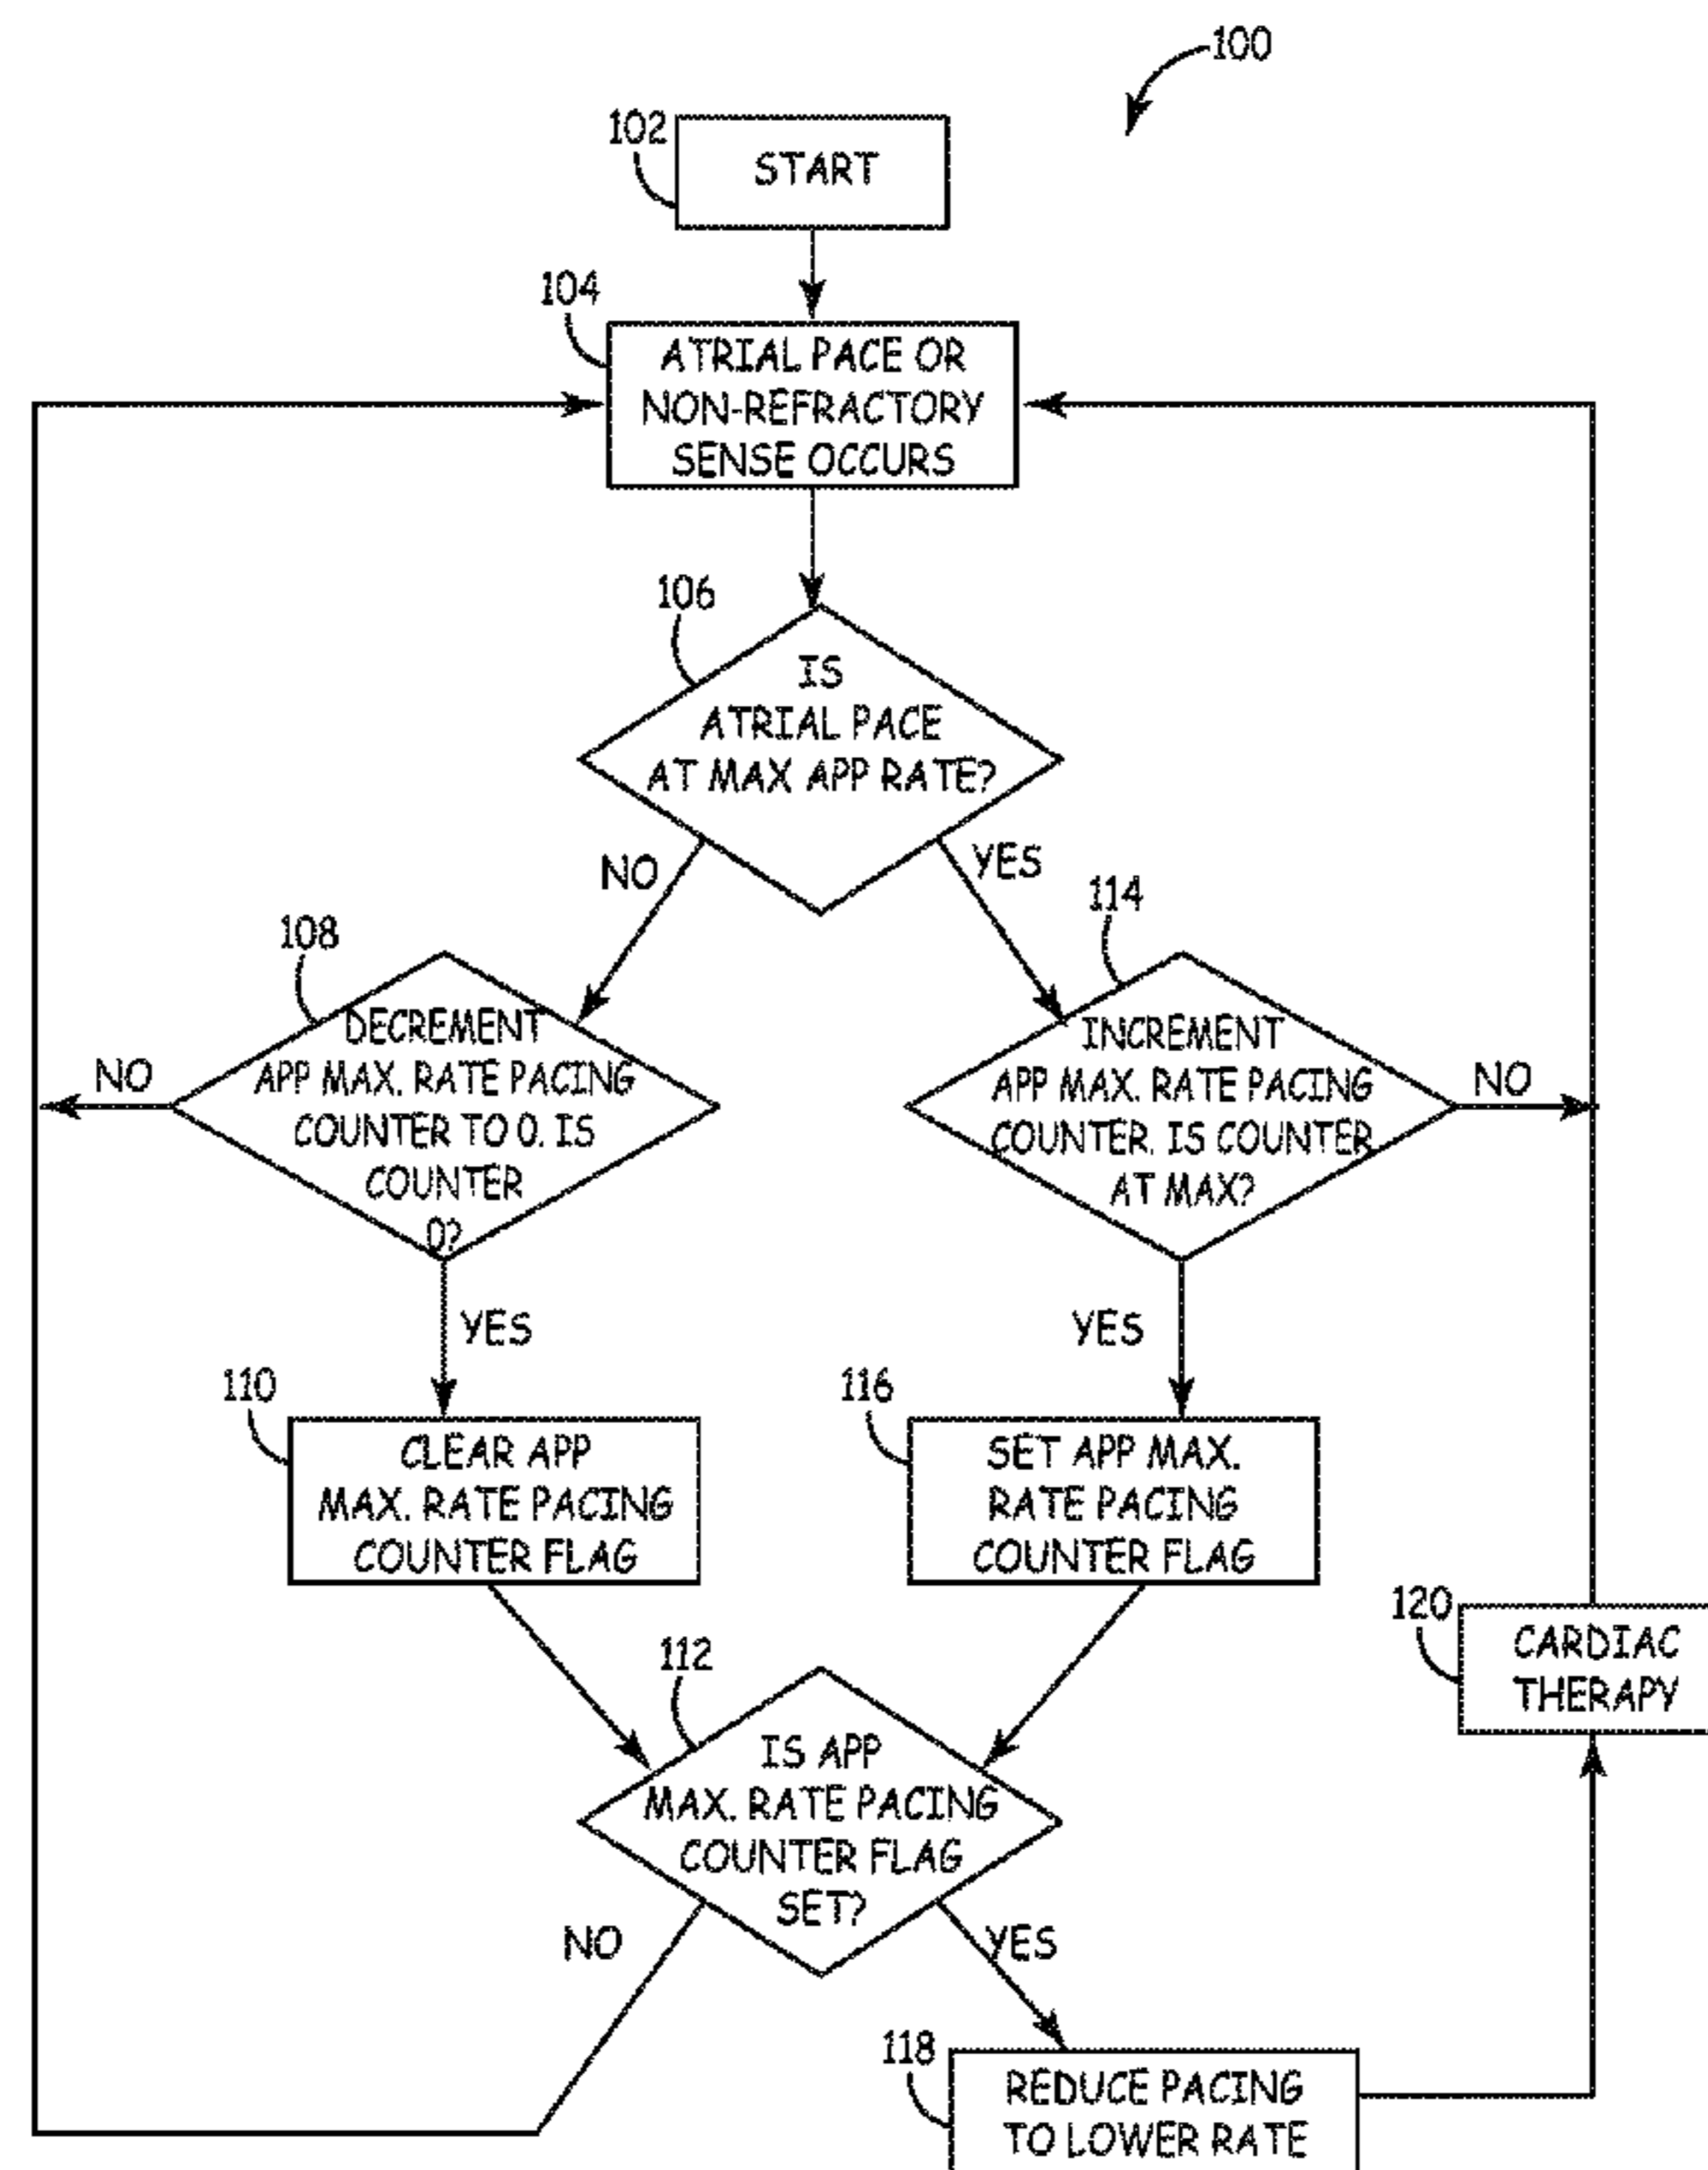 100
102
START
104
ATRIAL PACE OR
NON-REFRACTORY
SENSE OCCURS
106
IS
ATRIAL PACE
AT MAX APP RATE?
NO
YES
108
DECREMENT
APP MAX. RATE PACING
COUNTER TO 0. IS
COUNTER
0?
NO
114
INCREMENT
APP MAX. RATE PACING
COUNTER. IS COUNTER
AT MAX?
NO
YES
YES
110
CLEAR APP
MAX. RATE PACING
COUNTER FLAG
116
SET APP MAX.
RATE PACING
COUNTER FLAG
120
CARDIAC
THERAPY
112
IS APP
MAX. RATE PACING
COUNTER FLAG
SET?
NO
YES
118
REDUCE PACING
TO LOWER RATE